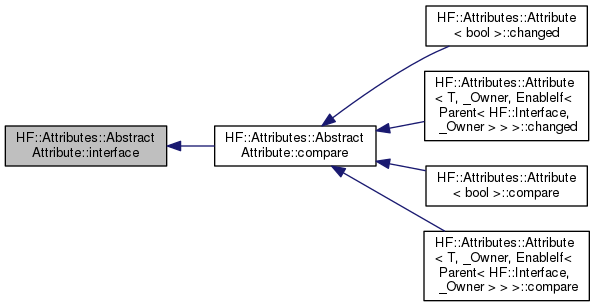 HF::Attributes::Abstract
Attribute::interface
HF::Attributes::Abstract
Attribute::compare
HF::Attributes::Attribute
< bool >::changed
HF::Attributes::Attribute
< T, _Owner, EnableIf<
Parent< HF::Interface,
_Owner > > >::changed
HF::Attributes::Attribute
< bool >::compare
HF::Attributes::Attribute
< T, _Owner, EnableIf<
Parent< HF::Interface,
_Owner > > >::compare